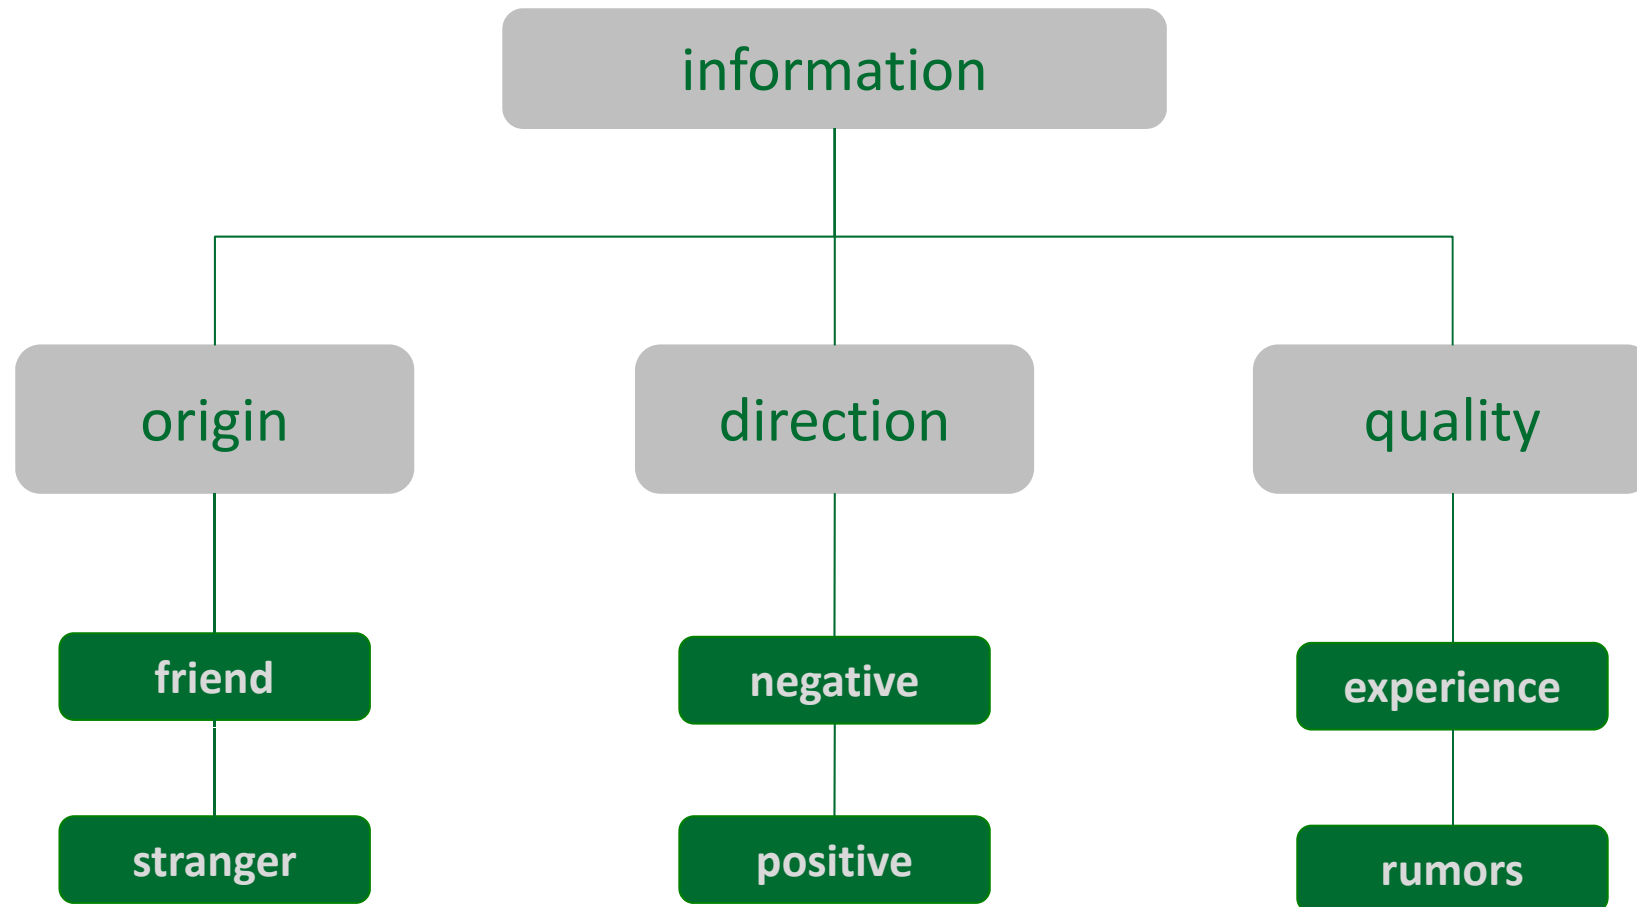 information
origin
direction
quality
friend
negative
experience
stranger
positive
rumors